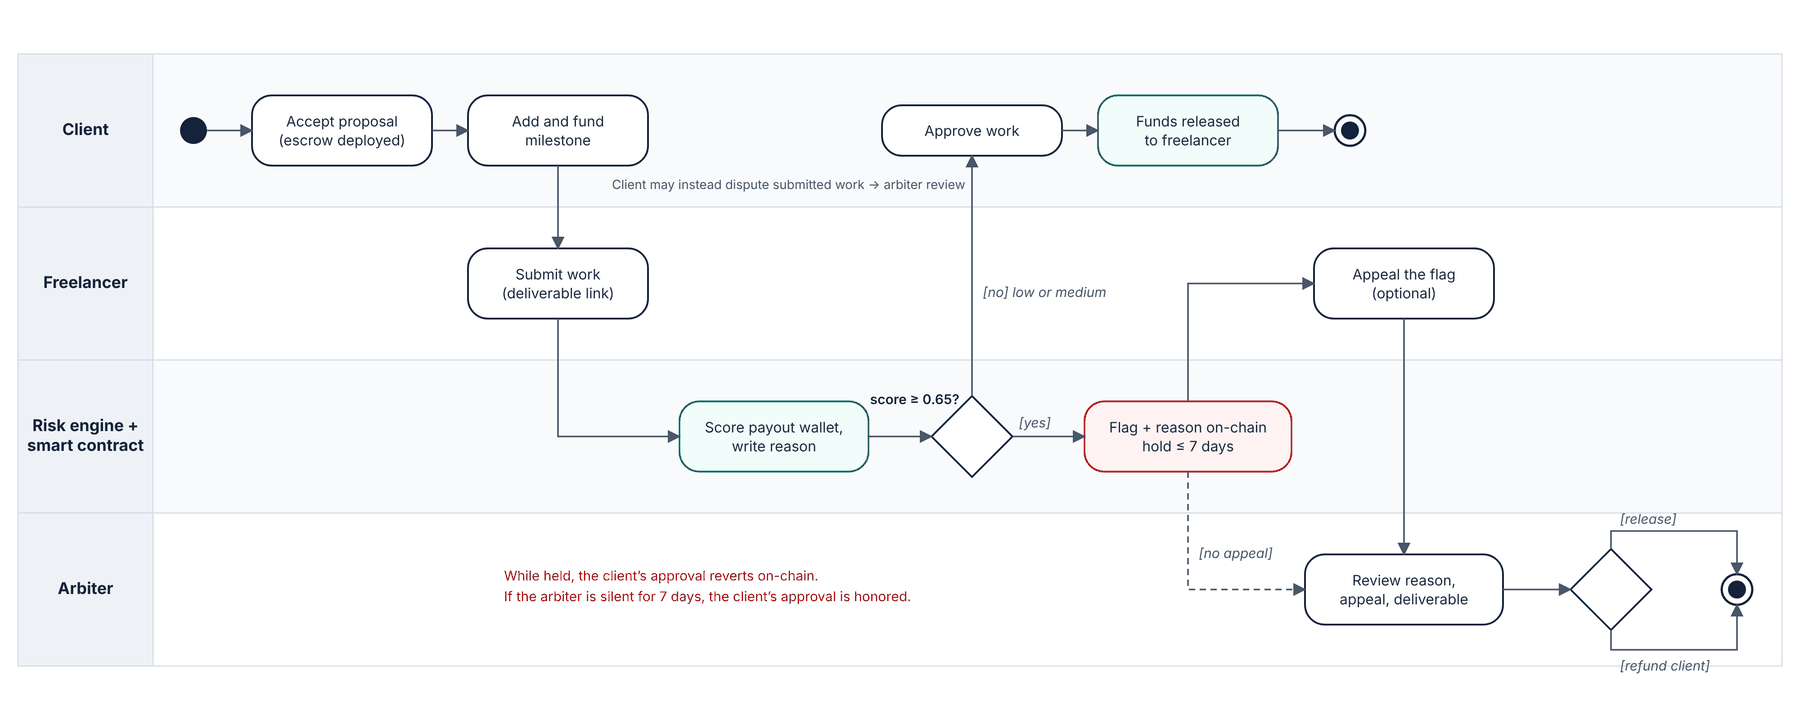 Client
Accept proposal
(escrow deployed)
Add and fund
milestone
Approve work
Funds released
to freelancer
Client may instead dispute submitted work → arbiter review
Freelancer
Submit work
(deliverable link)
[no] low or medium
Appeal the flag
(optional)
Risk engine +
smart contract
Score payout wallet,
write reason
score ≥ 0.65?
[yes]
Flag + reason on-chain
hold ≤ 7 days
Arbiter
While held, the client’s approval reverts on-chain.
If the arbiter is silent for 7 days, the client’s approval is honored.
[no appeal]
Review reason,
appeal, deliverable
[release]
[refund client]